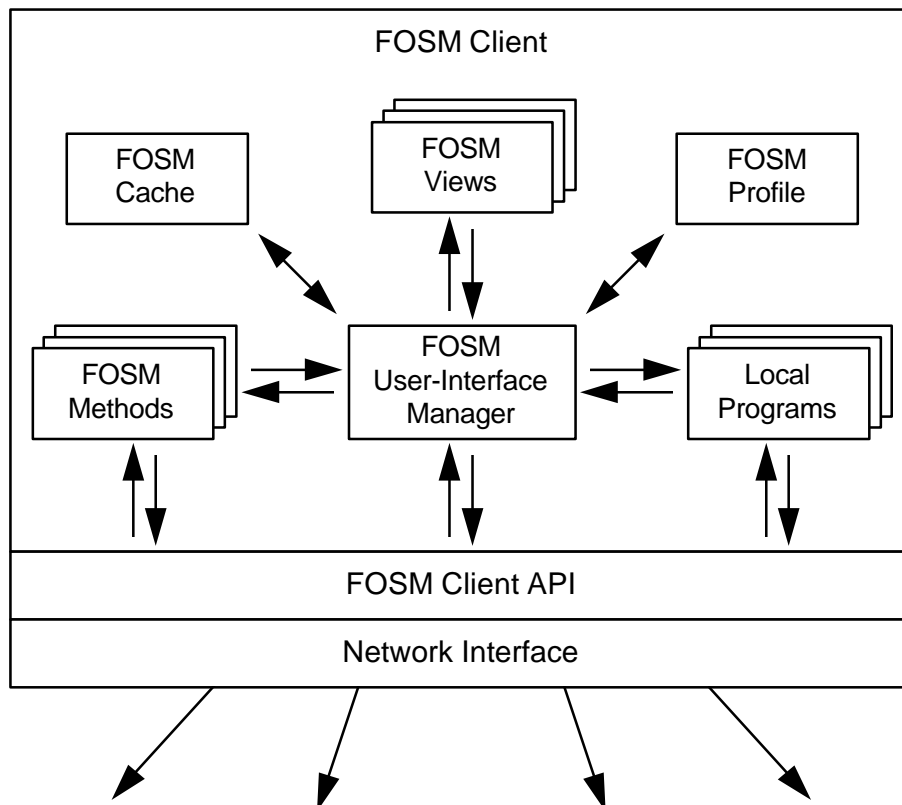 FOSM Client
FOSM
Cache
FOSM
Views
FOSM
Profile
FOSM
Methods
FOSM
User-Interface
Manager
Local
Programs
FOSM Client API
Network Interface